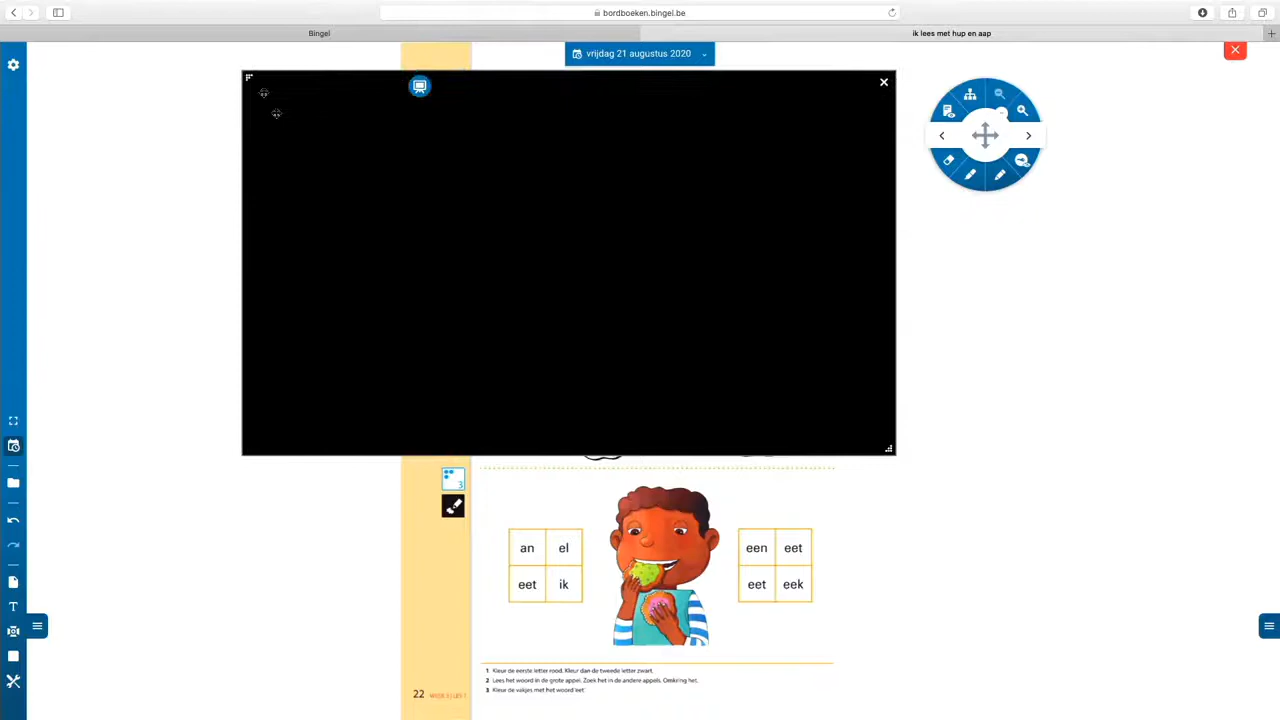 bordboeken.bingel.be
Bingel
ik lees met hup en aap
vrijdag 21 augustus 2020
3
an el
eet ik
een eet
eet eek
1 Kleur de eerste letter rood. Kleur dan de tweede letter zwart.
2 Lees het woord in de grote appel. Zoek het in de andere appels. Omkring het.
3 Kleur de vakjes met het woord 'eet'
22
T